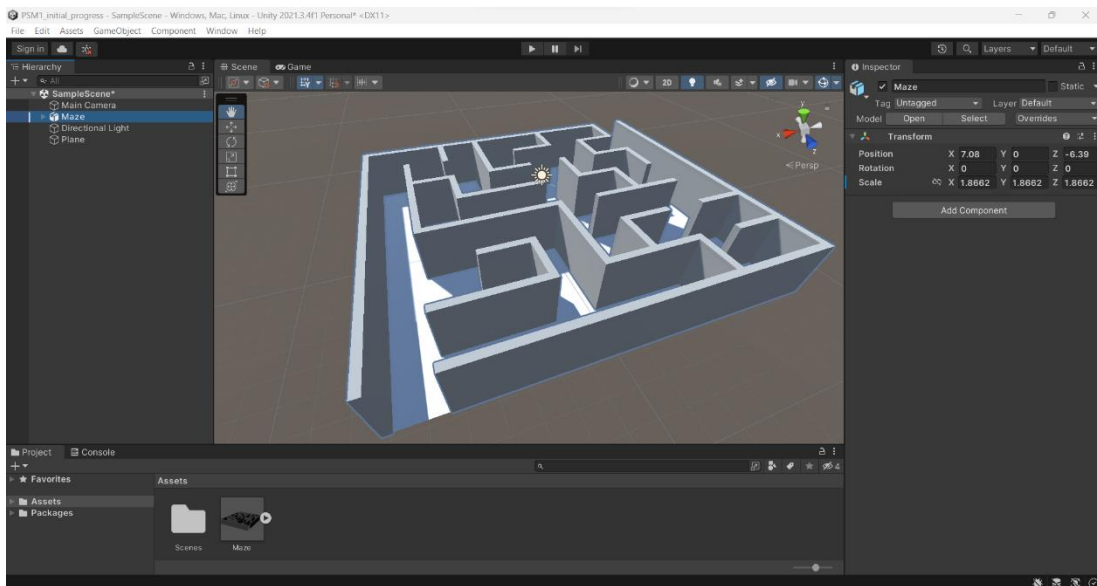 PSM1_initial_progress - SampleScene - Windows, Mac, Linux - Unity 2021.3.4f1 Personal* <DX11>
File Edit Assets GameObject Component Window Help
Sign in
Layers Default
Hierarchy
All
SampleScene*
Main Camera
Maze
Directional Light
Plane
Scene Game
2D
y
x
z
Persp
Inspector
Maze Static
Tag Untagged Layer Default
Model Open Select Overrides
Transform
Position X 7.08 Y 0 Z -6.39
Rotation X 0 Y 0 Z 0
Scale X 1.8662 Y 1.8662 Z 1.8662
Add Component
Project Console
4
Favorites
Assets
Packages
Assets
Scenes Maze